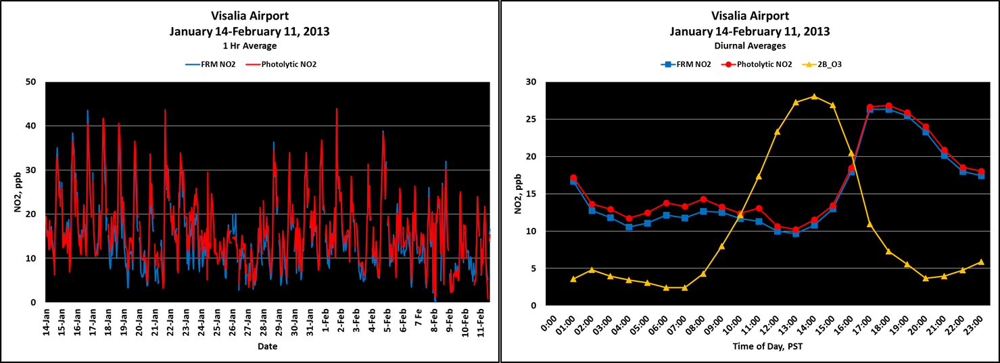 Visalia Airport
January 14-February 11, 2013
1 Hr Average
FRM NO2 Photolytic NO2
50
40
30
20
10
0
NO2, ppb
14-Jan 15-Jan 16-Jan 17-Jan 18-Jan 19-Jan 20-Jan 21-Jan 22-Jan 23-Jan 24-Jan 25-Jan 26-Jan 27-Jan 28-Jan 29-Jan 30-Jan 31-Jan 1-Feb 2-Feb 3-Feb 4-Feb 5-Feb 6-Feb 7 Fe 8-Feb 9-Feb 10-Feb 11-Feb
Date
Visalia Airport
January 14-February 11, 2013
Diurnal Averages
FRM NO2 Photolytic NO2 2B_O3
30
25
20
15
10
5
0
NO2, ppb
0:00 01:00 02:00 03:00 04:00 05:00 06:00 07:00 08:00 09:00 10:00 11:00 12:00 13:00 14:00 15:00 16:00 17:00 18:00 19:00 20:00 21:00 22:00 23:00
Time of Day, PST